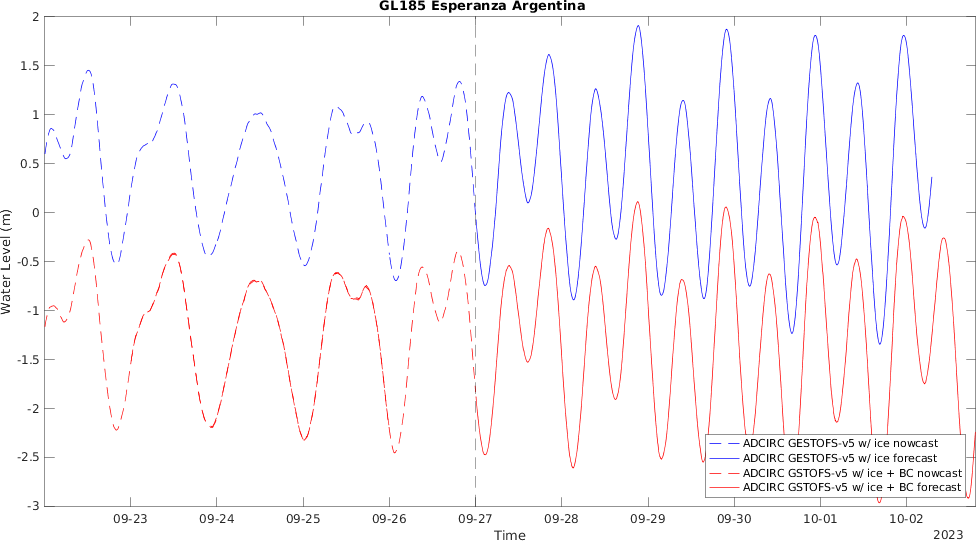 GL185 Esperanza Argentina
2
1.5
1
0.5
0
-0.5
-1
-1.5
-2
-2.5
-3
Water Level (m)
ADCIRC GESTOFS-v5 w/ ice nowcast
ADCIRC GESTOFS-v5 w/ ice forecast
ADCIRC GSTOFS-v5 w/ ice + BC nowcast
ADCIRC GSTOFS-v5 w/ ice + BC forecast
09-23 09-24 09-25 09-26 09-27 09-28 09-29 09-30 10-01 10-02
Time
2023